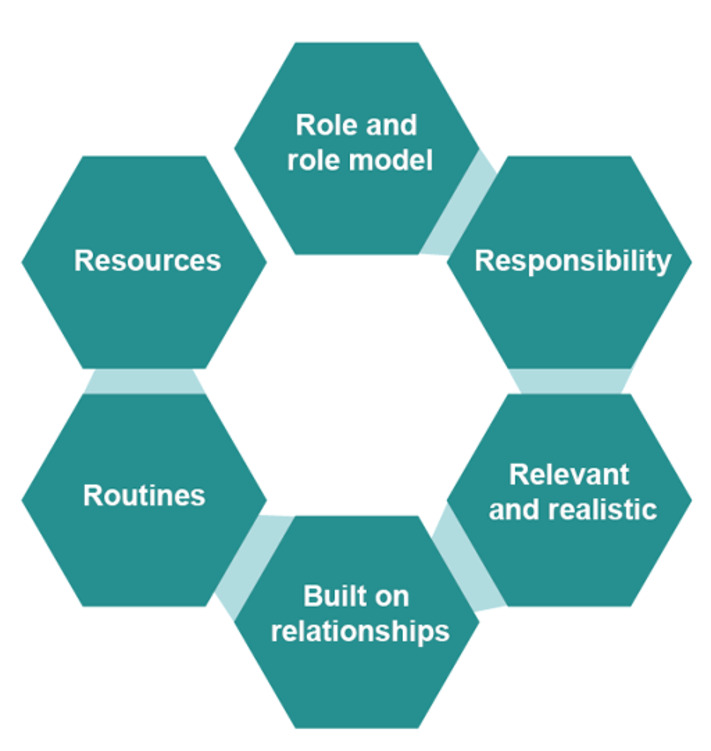 Role and
role model
Responsibility
Relevant
and realistic
Built on
relationships
Routines
Resources